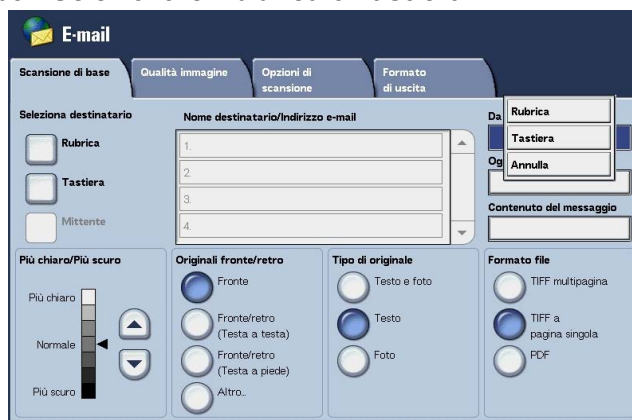 E-mail
Scansione di base
Qualità immagine
Opzioni di
scansione
Formato
di uscita
Seleziona destinatario
Rubrica
Tastiera
Mittente
Nome destinatario/Indirizzo e-mail
1.
2.
3.
4.
Da
Rubrica
Tastiera
Annulla
Og
Contenuto del messaggio
Più chiaro/Più scuro
Più chiaro
Normale
Più scuro
Originali fronte/retro
Fronte
Fronte/retro
(Testa a testa)
Fronte/retro
(Testa a piede)
Altro...
Tipo di originale
Testo e foto
Testo
Foto
Formato file
TIFF multipagina
TIFF a
pagina singola
PDF